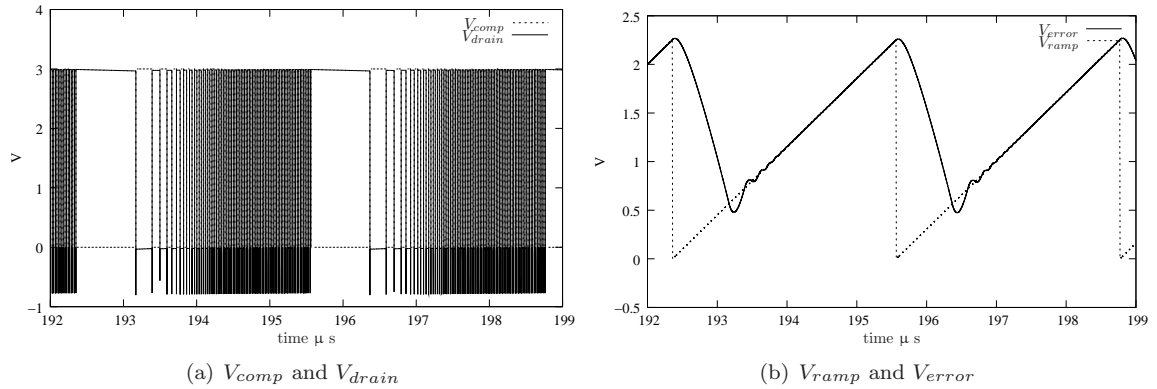 4
3
2
1
0
−1
192 193 194 195 196 197 198 199
V
time μ s
V_comp
V_drain
(a) V_comp and V_drain
2.5
2
1.5
1
0.5
0
−0.5
192 193 194 195 196 197 198 199
V
time μ s
V_error
V_ramp
(b) V_ramp and V_error